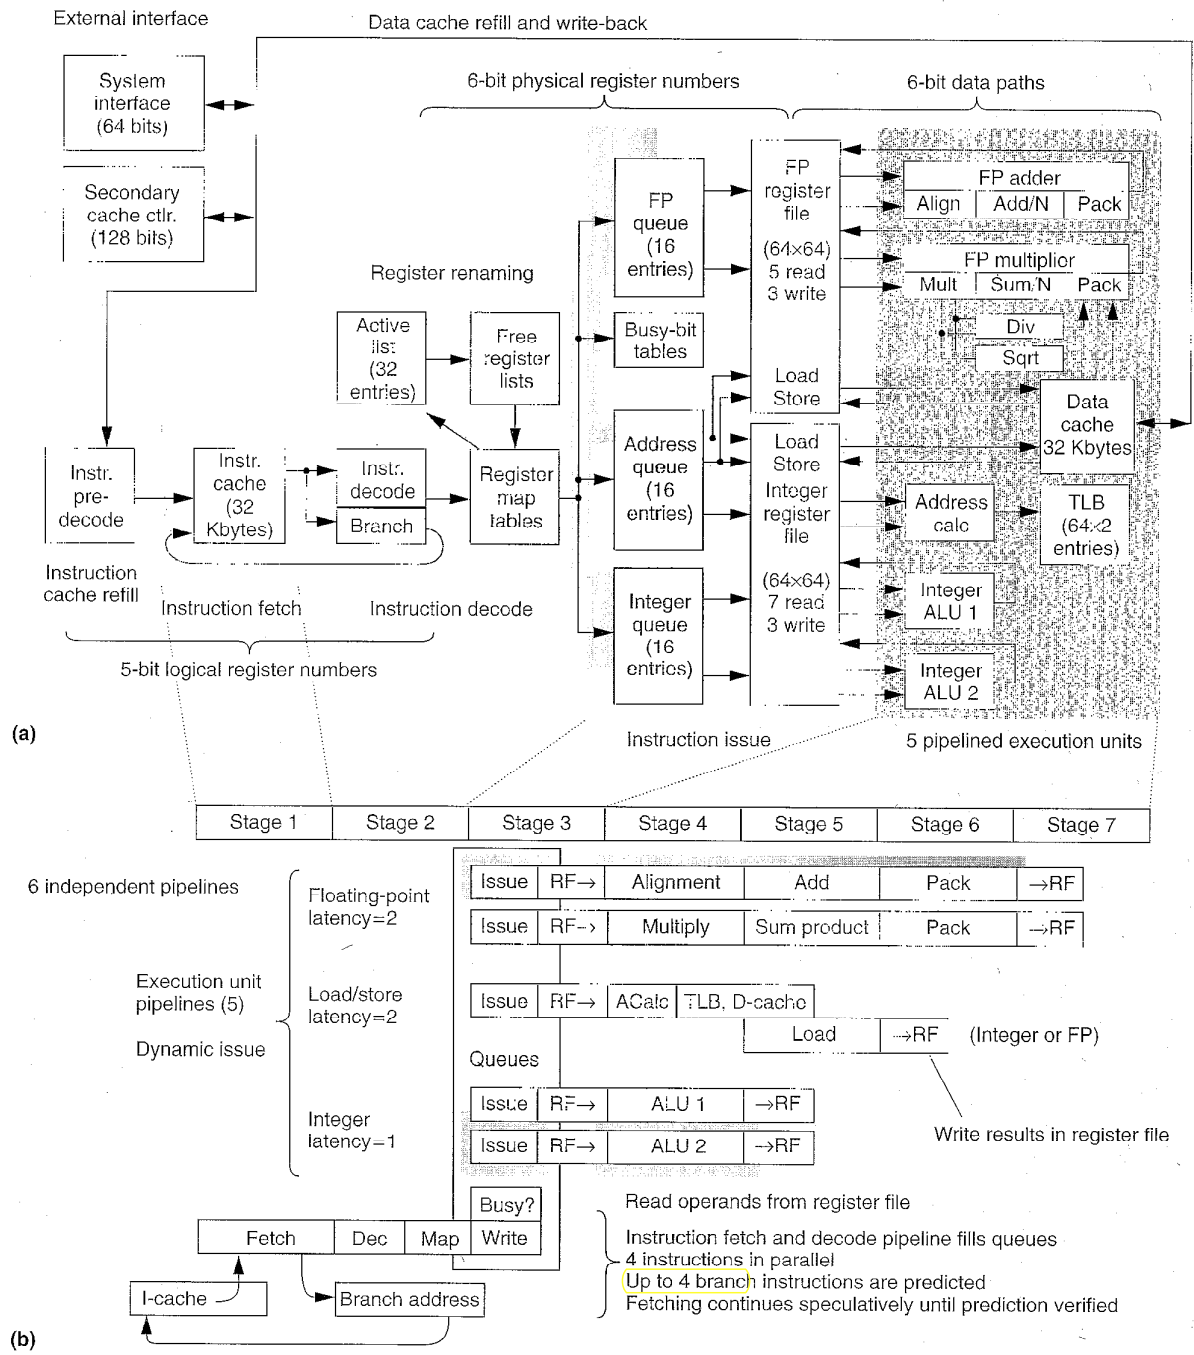 External interface
Data cache refill and write-back
System
interface
(64 bits)
6-bit physical register numbers
6-bit data paths
Secondary
cache ctlr.
(128 bits)
FP
queue
(16
entries)
FP
register
file
(64×64)
5 read
3 write
FP adder
Align
Add/N
Pack
FP multiplier
Mult
Sum/N
Pack
Register renaming
Active
list
(32
entries)
Free
register
lists
Busy-bit
tables
Div
Sqrt
Load
Store
Data
cache
32 Kbytes
Instr.
pre-
decode
Instr.
cache
(32
Kbytes)
Instr.
decode
Branch
Register
map
tables
Address
queue
(16
entries)
Load
Store
Integer
register
file
(64×64)
7 read
3 write
Address
calc
TLB
(64×2
entries)
Instruction
cache refill
Instruction fetch
Instruction decode
Integer
queue
(16
entries)
Integer
ALU 1
Integer
ALU 2
5-bit logical register numbers
(a)
Instruction issue
5 pipelined execution units
Stage 1
Stage 2
Stage 3
Stage 4
Stage 5
Stage 6
Stage 7
6 independent pipelines
Floating-point
latency=2
Issue
RF→
Alignment
Add
Pack
→RF
Issue
RF→
Multiply
Sum product
Pack
→RF
Execution unit
pipelines (5)
Dynamic issue
Load/store
latency=2
Issue
RF→
ACalc
TLB, D-cache
Load
→RF
(Integer or FP)
Queues
Integer
latency=1
Issue
RF→
ALU 1
→RF
Issue
RF→
ALU 2
→RF
Write results in register file
Busy?
Read operands from register file
Fetch
Dec
Map
Write
Instruction fetch and decode pipeline fills queues
4 instructions in parallel
Up to 4 branch instructions are predicted
Fetching continues speculatively until prediction verified
I-cache
Branch address
(b)